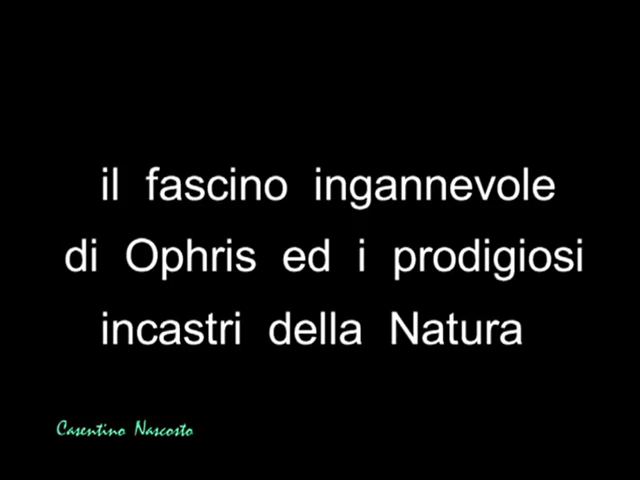 il fascino ingannevole
di Ophris ed i prodigiosi
incastri della Natura
Casentino Nascosto